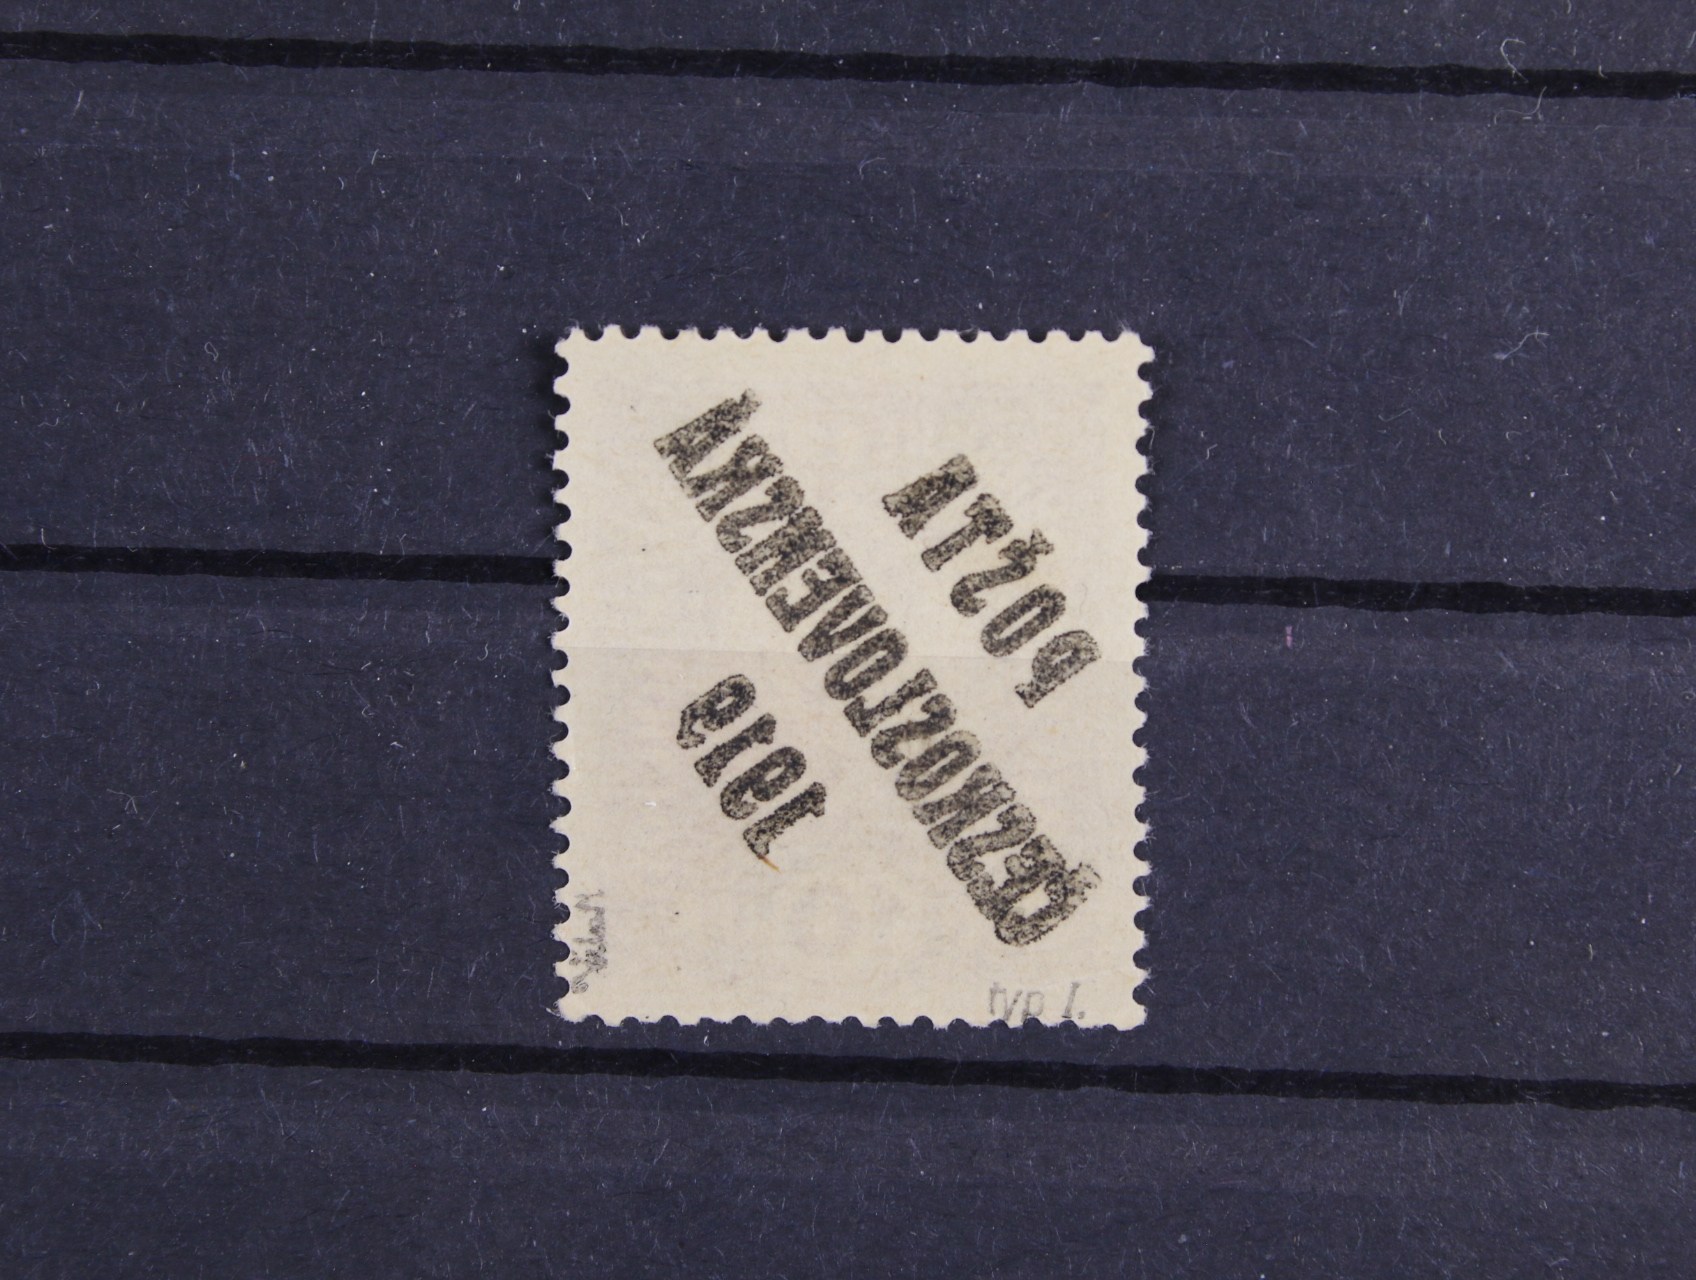 POŠTA
ČESKOSLOVENSKÁ
1919
typ I.